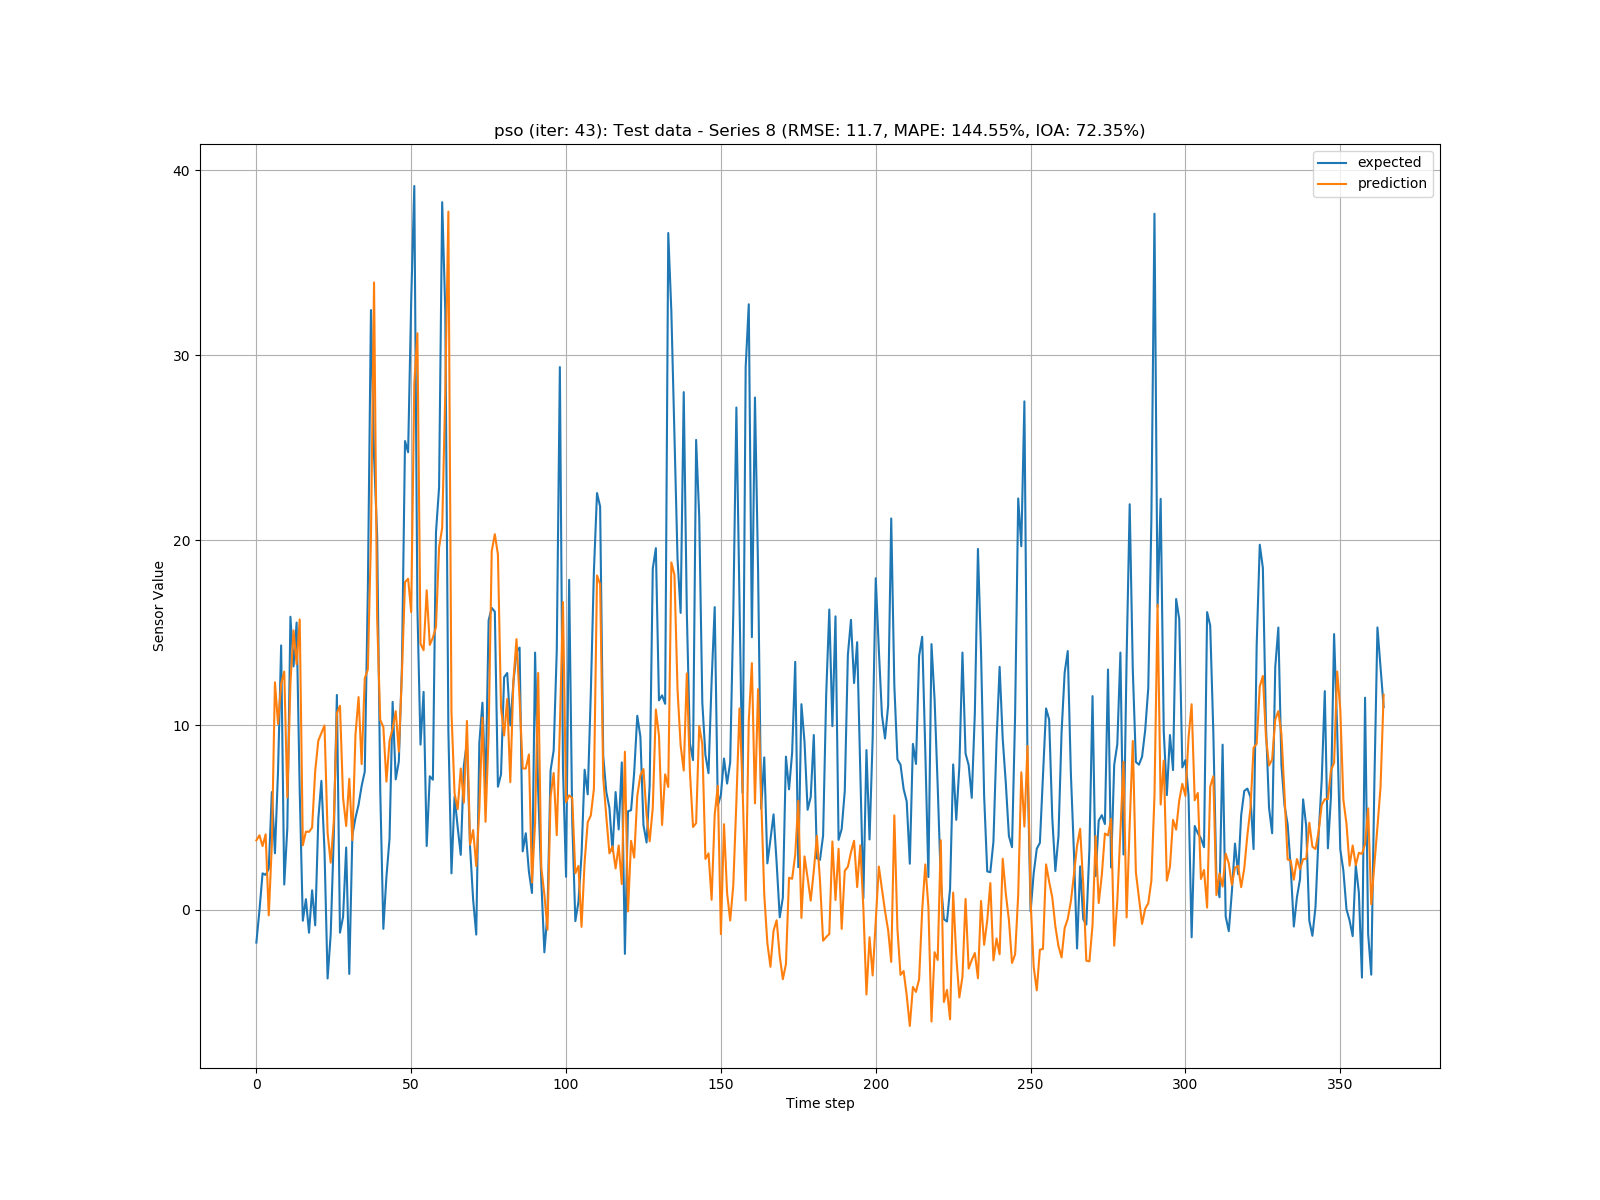 pso (iter: 43): Test data - Series 8 (RMSE: 11.7, MAPE: 144.55%, IOA: 72.35%)
expected
prediction
40
30
20
10
0
Sensor Value
0 50 100 150 200 250 300 350
Time step